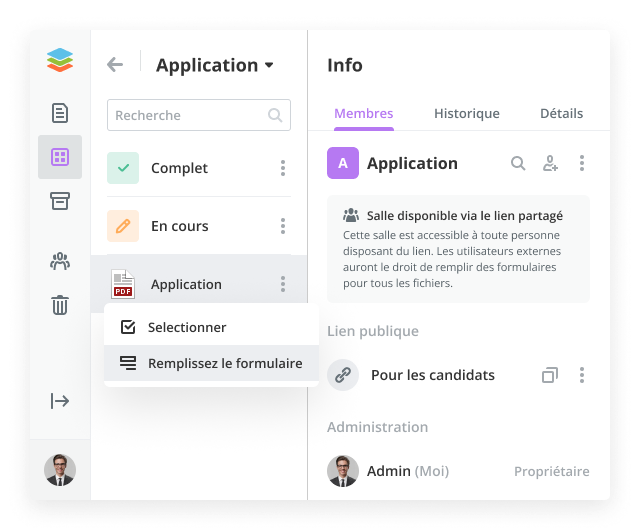 Application
Recherche
Complet
En cours
PDF
Application
Selectionner
Remplissez le formulaire
Info
Membres
Historique
Détails
A
Application
Salle disponible via le lien partagé
Cette salle est accessible à toute personne
disposant du lien. Les utilisateurs externes
auront le droit de remplir des formulaires
pour tous les fichiers.
Lien publique
Pour les candidats
Administration
Admin (Moi)
Propriétaire